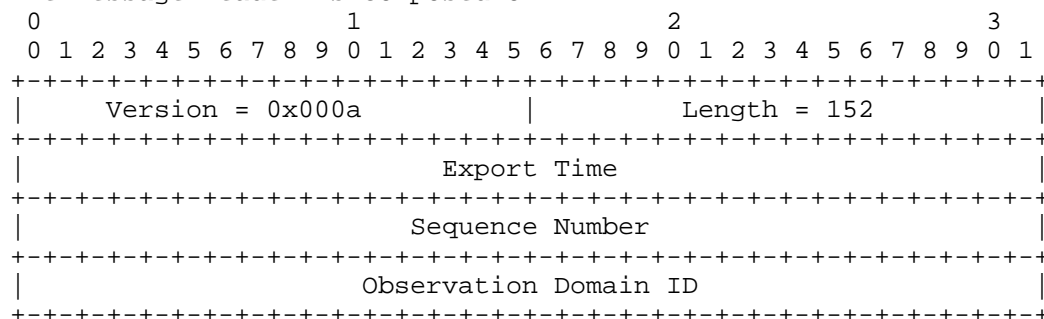 0 1 2 3
0 1 2 3 4 5 6 7 8 9 0 1 2 3 4 5 6 7 8 9 0 1 2 3 4 5 6 7 8 9 0 1
+-+-+-+-+-+-+-+-+-+-+-+-+-+-+-+-+-+-+-+-+-+-+-+-+-+-+-+-+-+-+-+-+
| Version = 0x000a | Length = 152 |
+-+-+-+-+-+-+-+-+-+-+-+-+-+-+-+-+-+-+-+-+-+-+-+-+-+-+-+-+-+-+-+-+
| Export Time |
+-+-+-+-+-+-+-+-+-+-+-+-+-+-+-+-+-+-+-+-+-+-+-+-+-+-+-+-+-+-+-+-+
| Sequence Number |
+-+-+-+-+-+-+-+-+-+-+-+-+-+-+-+-+-+-+-+-+-+-+-+-+-+-+-+-+-+-+-+-+
| Observation Domain ID |
+-+-+-+-+-+-+-+-+-+-+-+-+-+-+-+-+-+-+-+-+-+-+-+-+-+-+-+-+-+-+-+-+